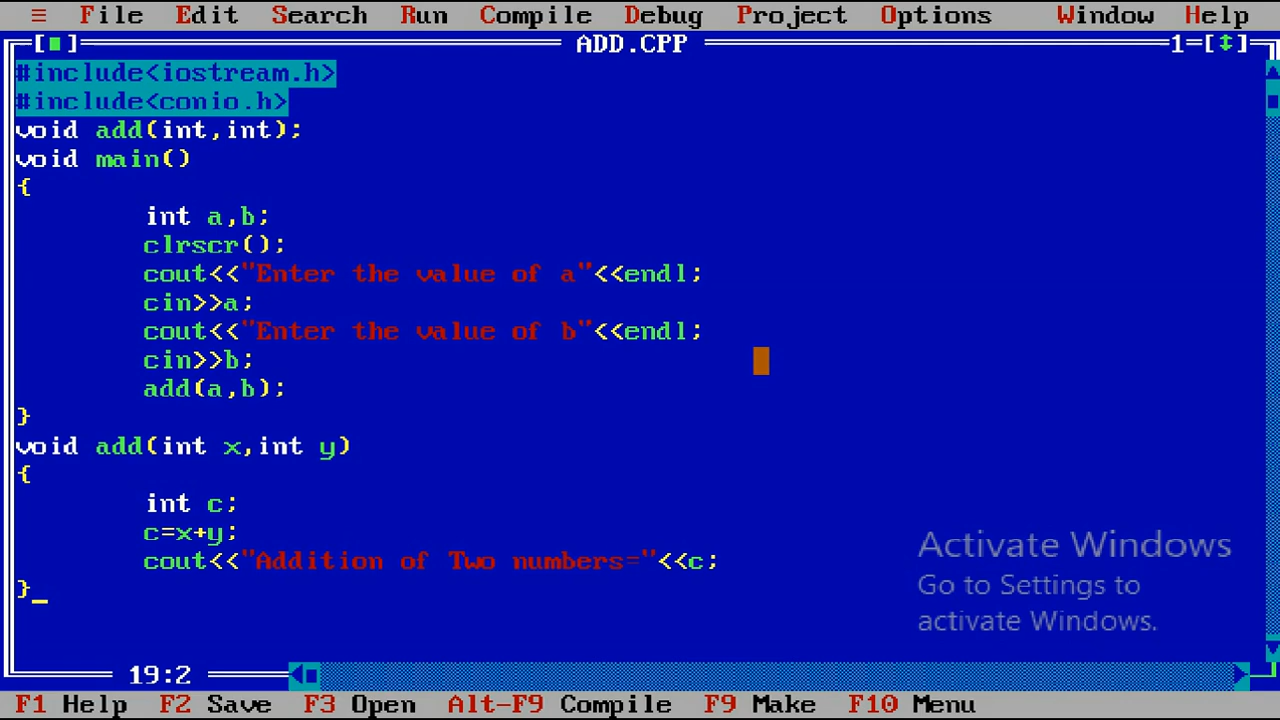 ≡ File Edit Search Run Compile Debug Project Options Window Help
[■] ADD.CPP 1=[↕]
#include<iostream.h>
#include<conio.h>
void add(int,int);
void main()
{
int a,b;
clrscr();
cout<<"Enter the value of a"<<endl;
cin>>a;
cout<<"Enter the value of b"<<endl;
cin>>b;
add(a,b);
}
void add(int x,int y)
{
int c;
c=x+y;
cout<<"Addition of Two numbers="<<c;
}_
Activate Windows
Go to Settings to
activate Windows.
19:2
F1 Help F2 Save F3 Open Alt-F9 Compile F9 Make F10 Menu